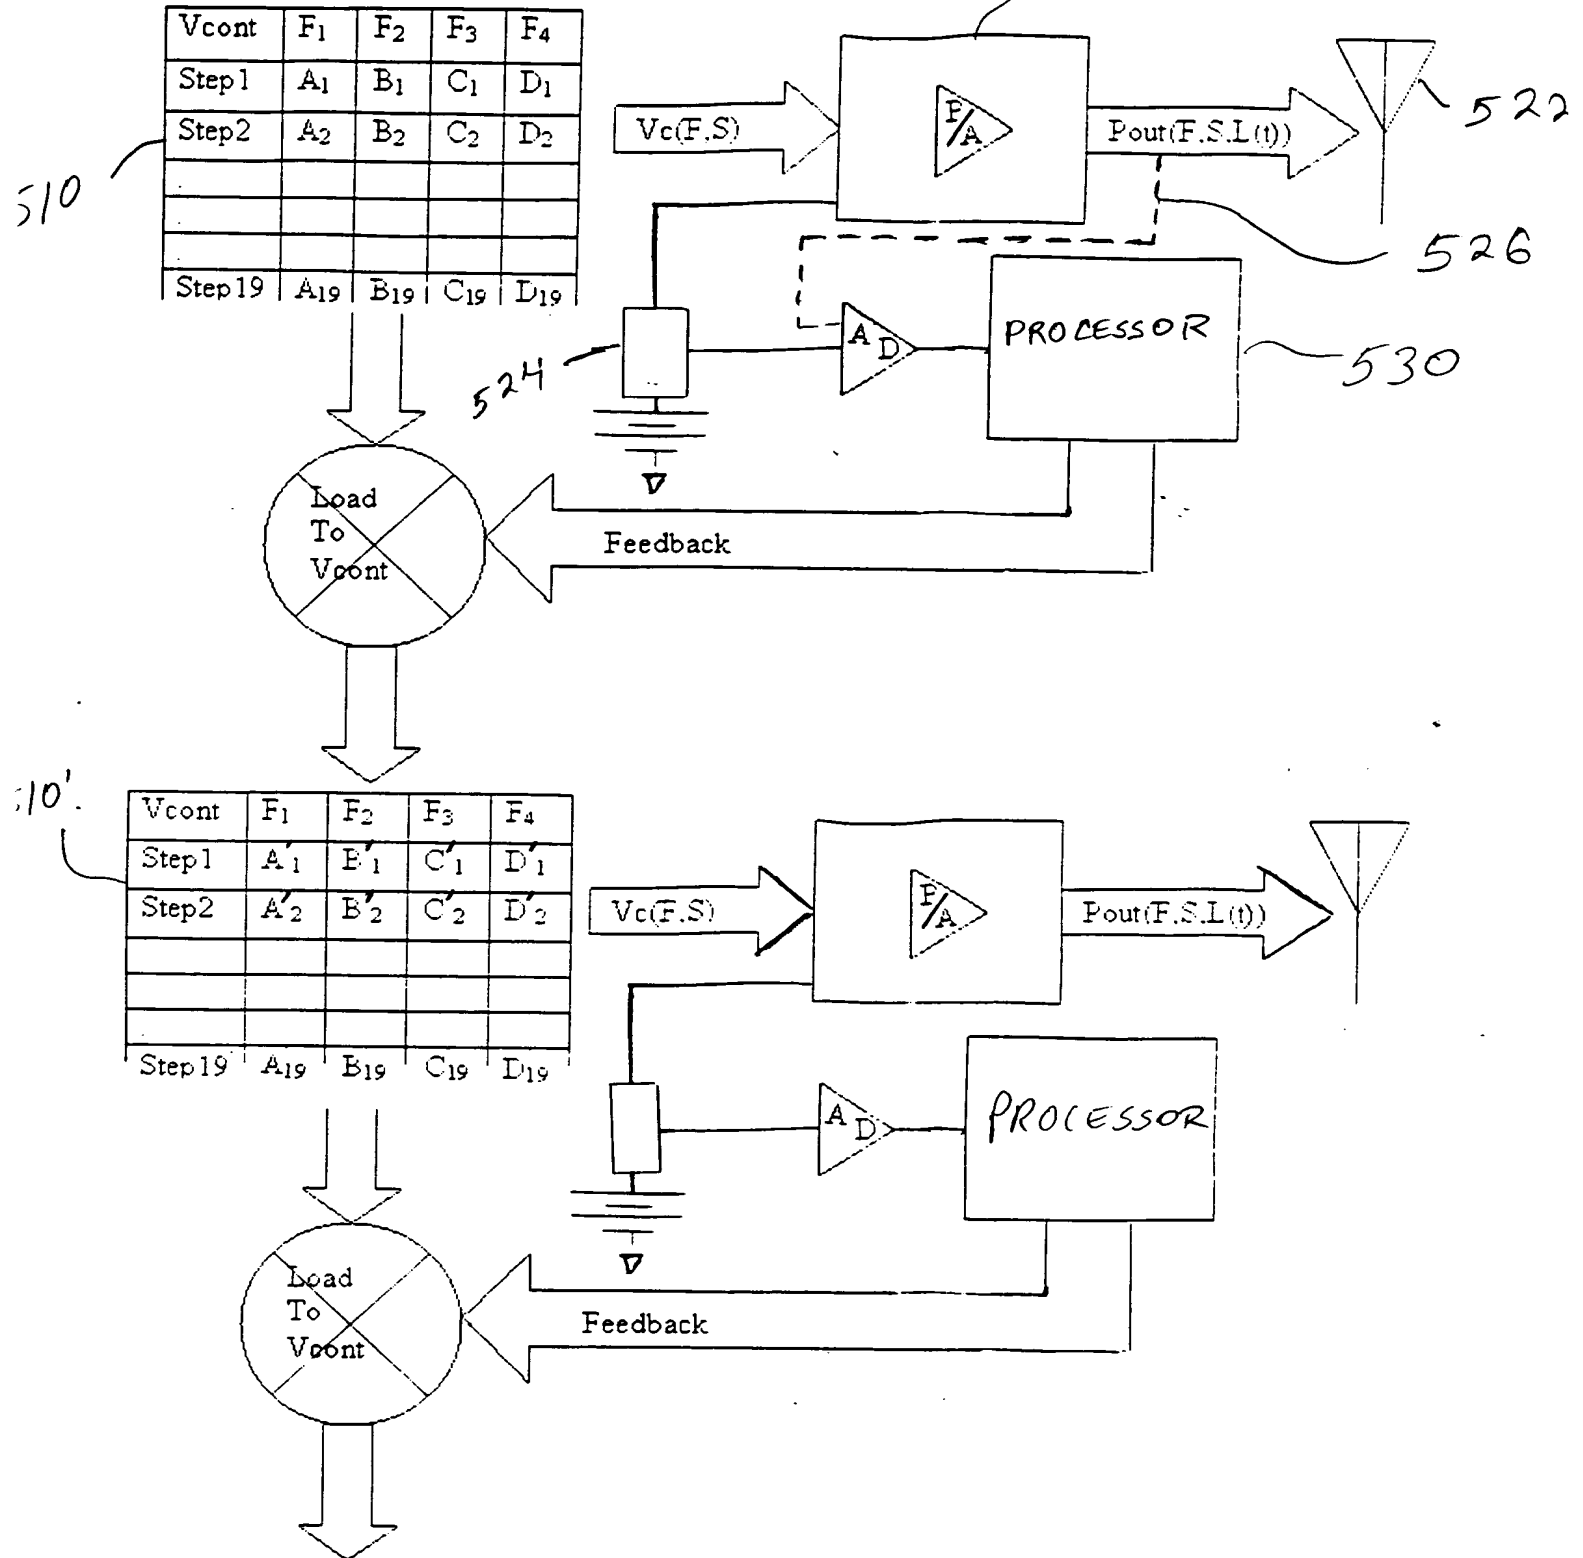 Vcont F1 F2 F3 F4
Step1 A1 B1 C1 D1
Step2 A2 B2 C2 D2
Step19 A19 B19 C19 D19
510
Vc(F,S)
P/A
Pout(F,S,L(t))
522
526
524
A D
PROCESSOR
530
Load
To
Vcont
Feedback
510'
Vcont F1 F2 F3 F4
Step1 A'1 B'1 C'1 D'1
Step2 A'2 B'2 C'2 D'2
Step19 A19 B19 C19 D19
Vc(F,S)
P/A
Pout(F,S,L(t))
A D
PROCESSOR
Load
To
Vcont
Feedback